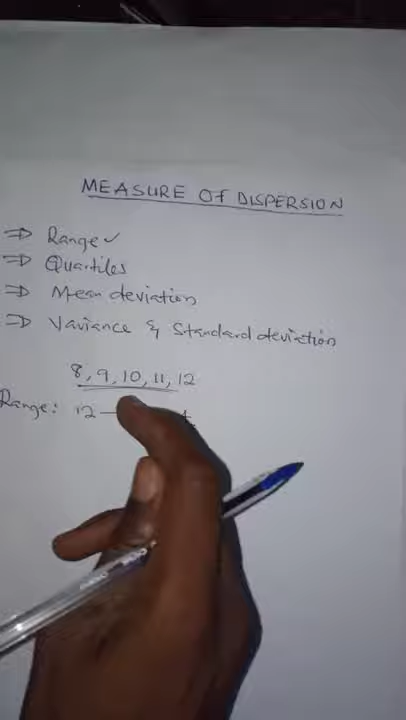 MEASURE OF DISPERSION
⇒ Range ✓
⇒ Quartiles
⇒ Mean deviation
⇒ Variance & Standard deviation
8, 9, 10, 11, 12
Range: 12 —